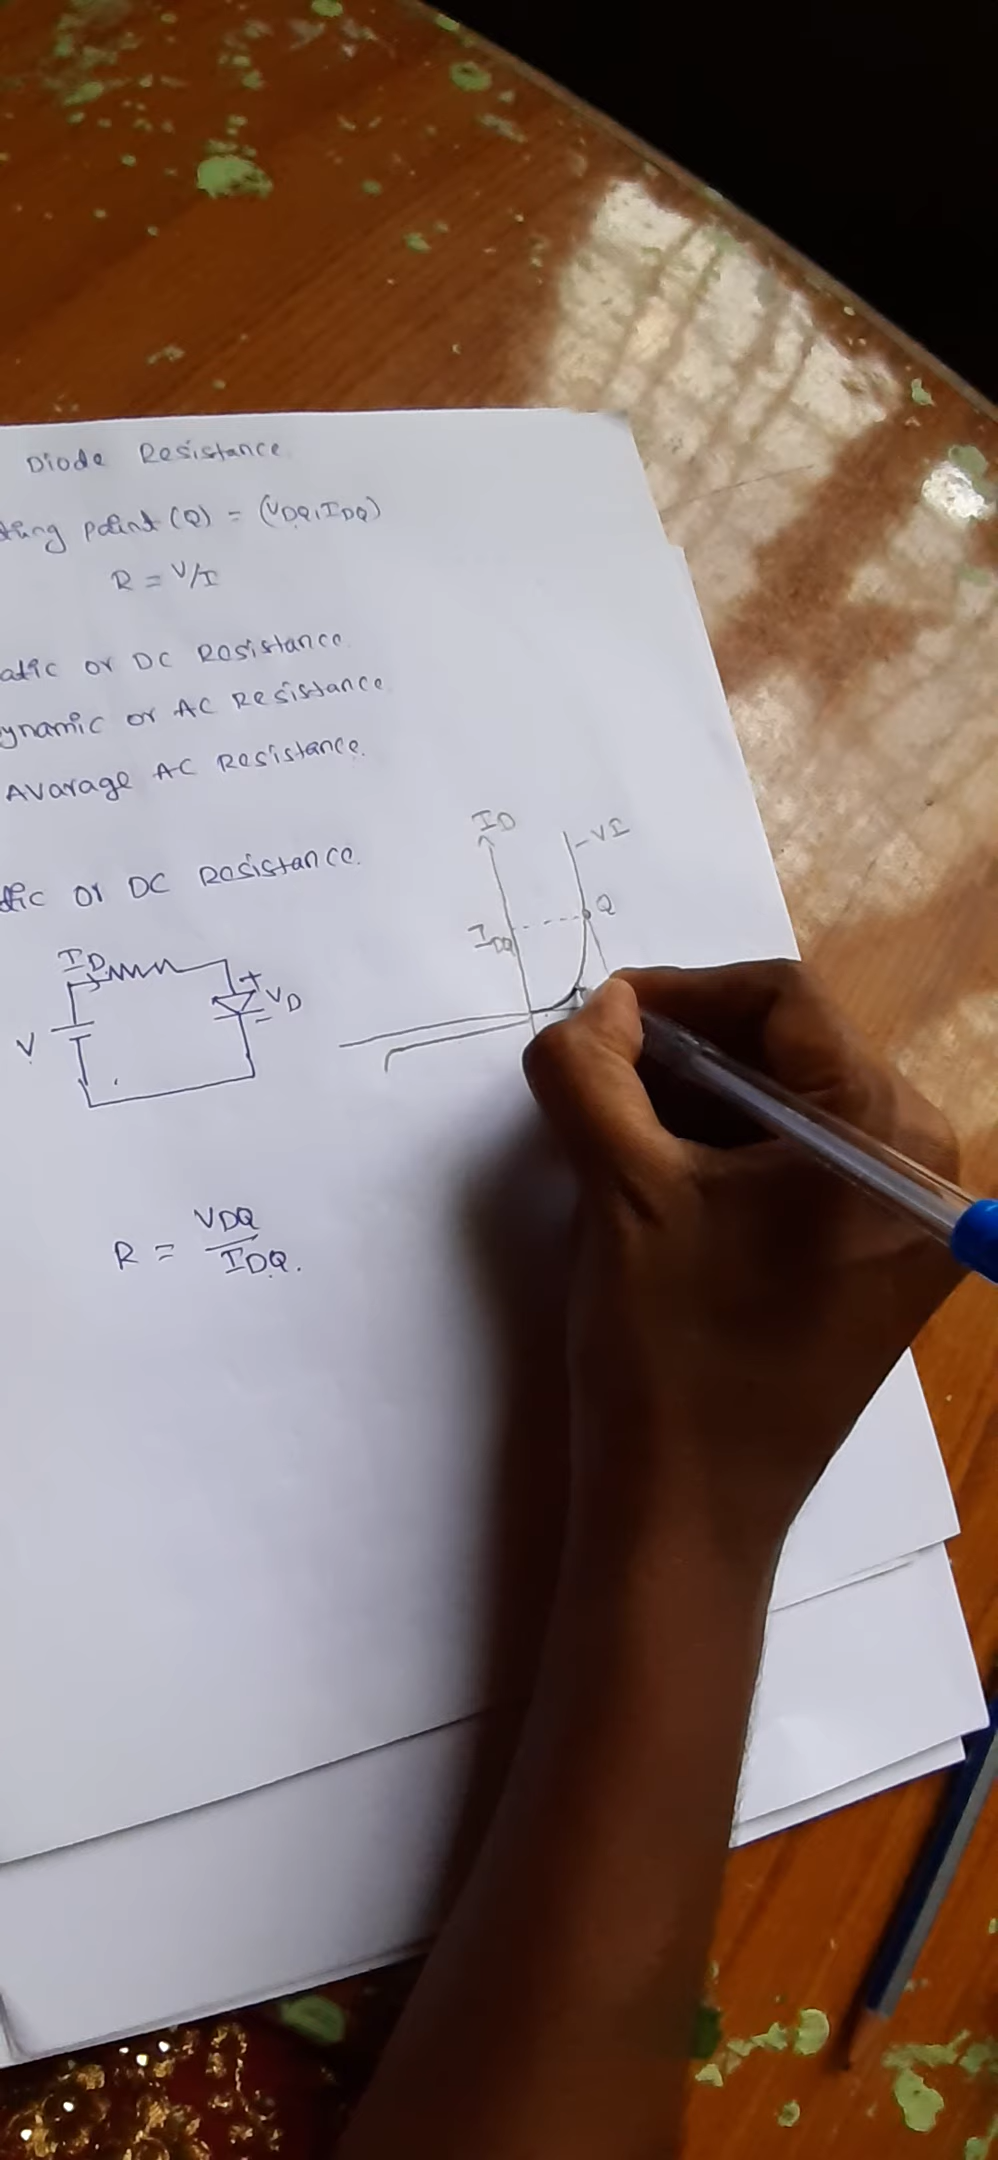 Diode Resistance
point (Q) = (VDQ, IDQ)
R = V/I
or DC Resistance
or AC Resistance
Avarage AC Resistance.
or DC Resistance.
ID
-VI
Q
IDQ
ID
+
VD
-
V
R = VDQ/IDQ.